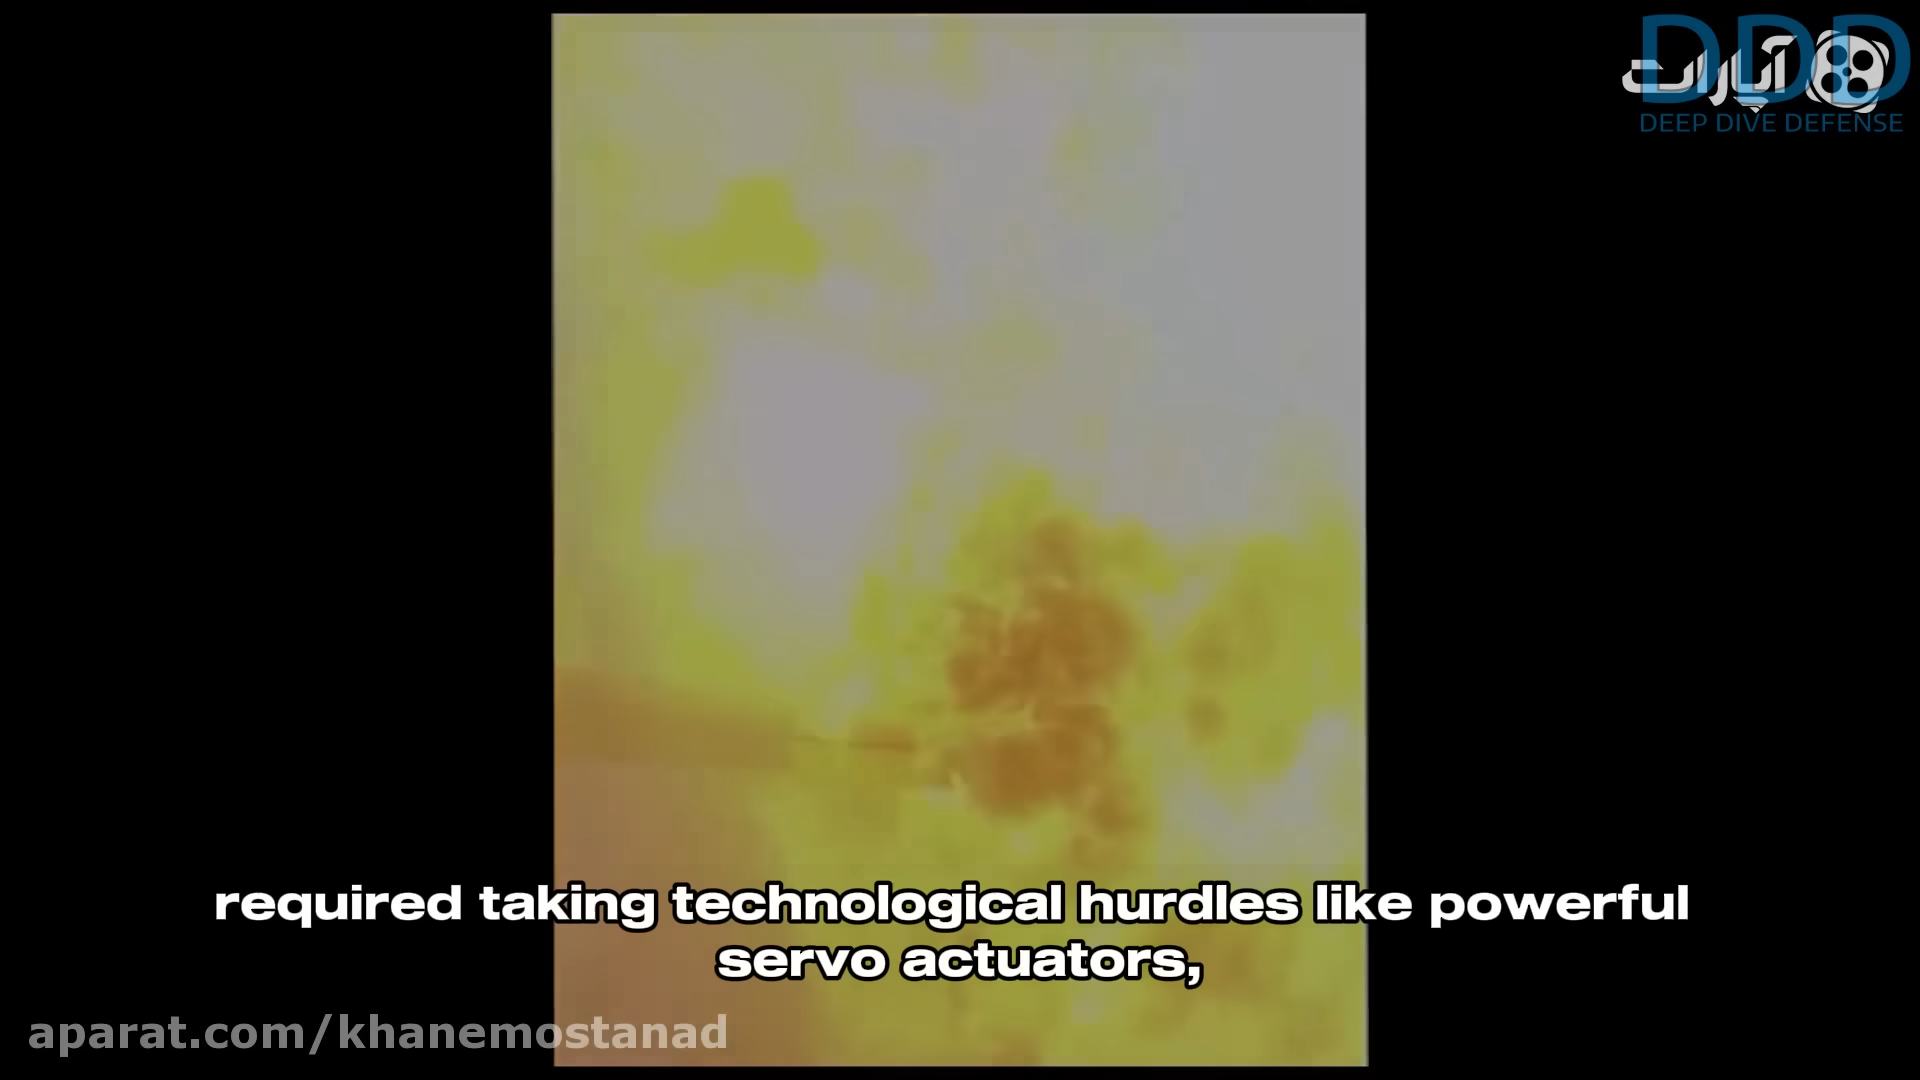 DDD
آپارات
DEEP DIVE DEFENSE
required taking technological hurdles like powerful
servo actuators,
aparat.com/khanemostanad